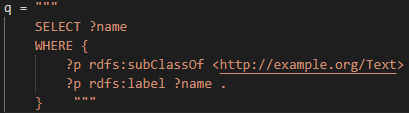 q = """
SELECT ?name
WHERE {
?p rdfs:subClassOf <http://example.org/Text>
?p rdfs:label ?name .
} """